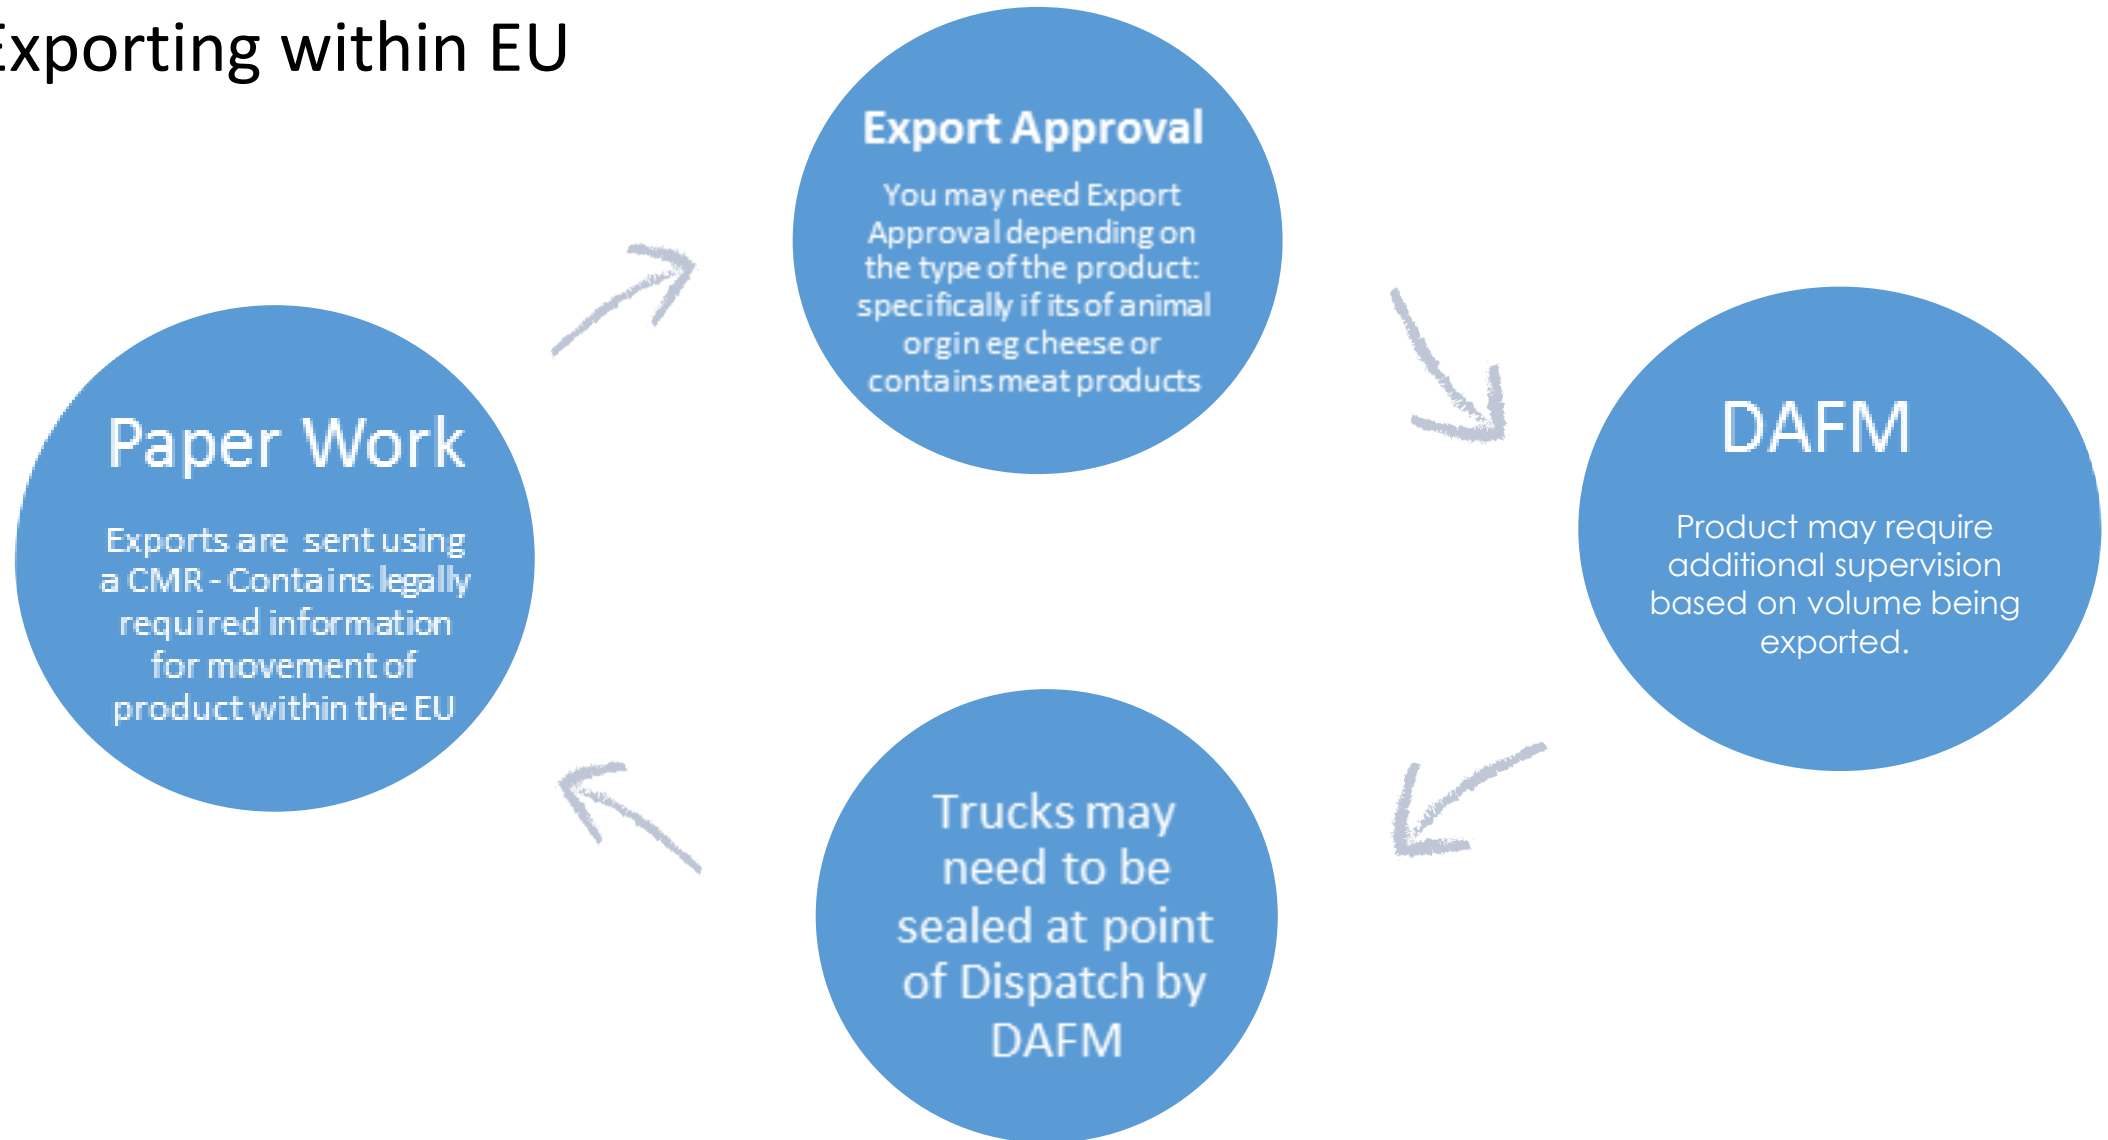 Exporting within EU
Export Approval
You may need Export
Approval depending on
the type of the product:
specifically if its of animal
orgin eg cheese or
contains meat products
DAFM
Product may require
additional supervision
based on volume being
exported.
Trucks may
need to be
sealed at point
of Dispatch by
DAFM
Paper Work
Exports are sent using
a CMR - Contains legally
required information
for movement of
product within the EU